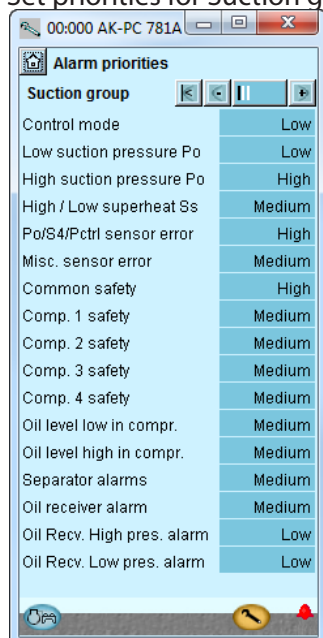 Set priorities for Suction g
00:000 AK-PC 781A
Alarm priorities
Suction group
Control mode Low
Low suction pressure Po Low
High suction pressure Po High
High / Low superheat Ss Medium
Po/S4/Pctrl sensor error High
Misc. sensor error Medium
Common safety High
Comp. 1 safety Medium
Comp. 2 safety Medium
Comp. 3 safety Medium
Comp. 4 safety Medium
Oil level low in compr. Medium
Oil level high in compr. Medium
Separator alarms Medium
Oil receiver alarm Medium
Oil Recv. High pres. alarm Low
Oil Recv. Low pres. alarm Low